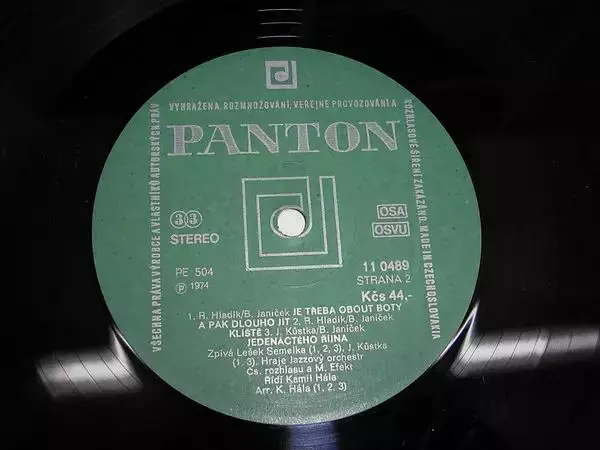 VŠECHNA PRÁVA VÝROBCE A VLASTNÍKŮ AUTORSKÝCH PRÁV
VYHRAŽENA. ROZMNOŽOVÁNÍ, VEŘEJNÉ PROVOZOVÁNÍ A
ROZHLASOVÉ ŠÍŘENÍ ZAKÁZÁNO. MADE IN CZECHOSLOVAKIA
PANTON
33
STEREO
OSA
OSVU
PE 504
11 0489
Ⓟ 1974
STRANA 2
Kčs 44,-
1. R. Hladík/B. Janíček JE TŘEBA OBOUT BOTY
A PAK DLOUHO JÍT 2. R. Hladík/B. Janíček
KLÍŠTĚ 3. J. Kůstka/B. Janíček
JEDENÁCTÉHO ŘÍJNA
Zpívá Lešek Semelka (1, 2, 3), J. Kůstka
(1, 3). Hraje Jazzový orchestr
Čs. rozhlasu a M. Efekt
Řídí Kamil Hála
Arr. K. Hála (1, 2, 3)